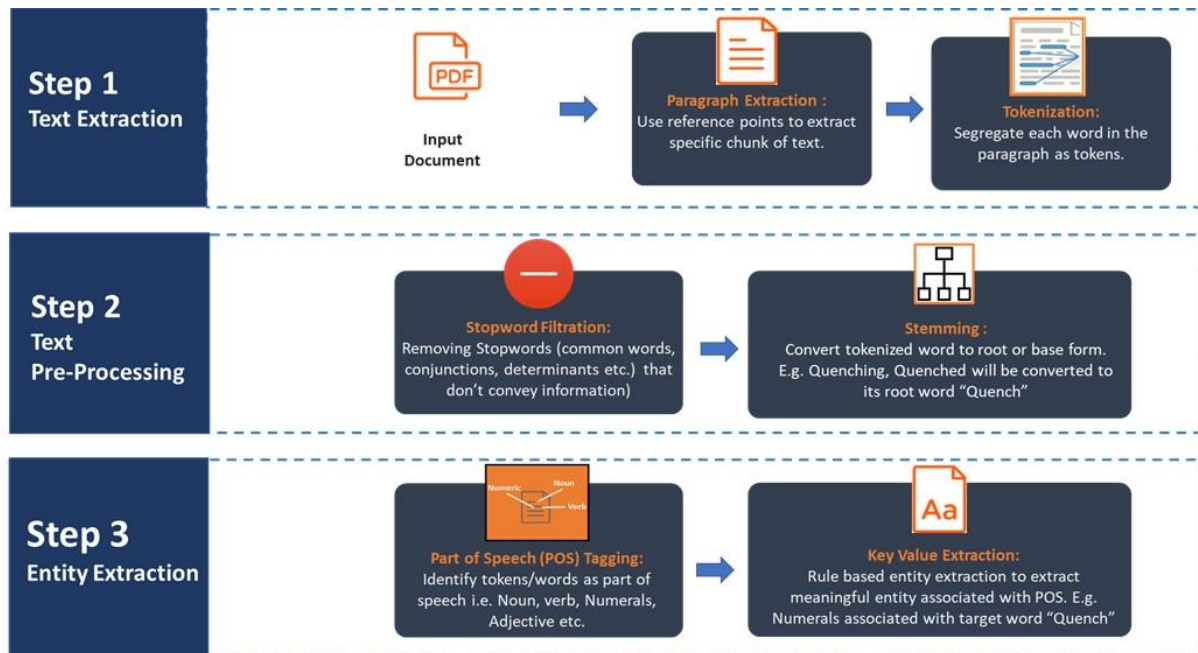 Step 1
Text Extraction
PDF
Input
Document
Paragraph Extraction :
Use reference points to extract
specific chunk of text.
Tokenization:
Segregate each word in the
paragraph as tokens.
Step 2
Text
Pre-Processing
Stopword Filtration:
Removing Stopwords (common words,
conjunctions, determinants etc.) that
don't convey information)
Stemming :
Convert tokenized word to root or base form.
E.g. Quenching, Quenched will be converted to
its root word “Quench”
Step 3
Entity Extraction
Numeric
Noun
Verb
Part of Speech (POS) Tagging:
Identify tokens/words as part of
speech i.e. Noun, verb, Numerals,
Adjective etc.
Aa
Key Value Extraction:
Rule based entity extraction to extract
meaningful entity associated with POS. E.g.
Numerals associated with target word “Quench”